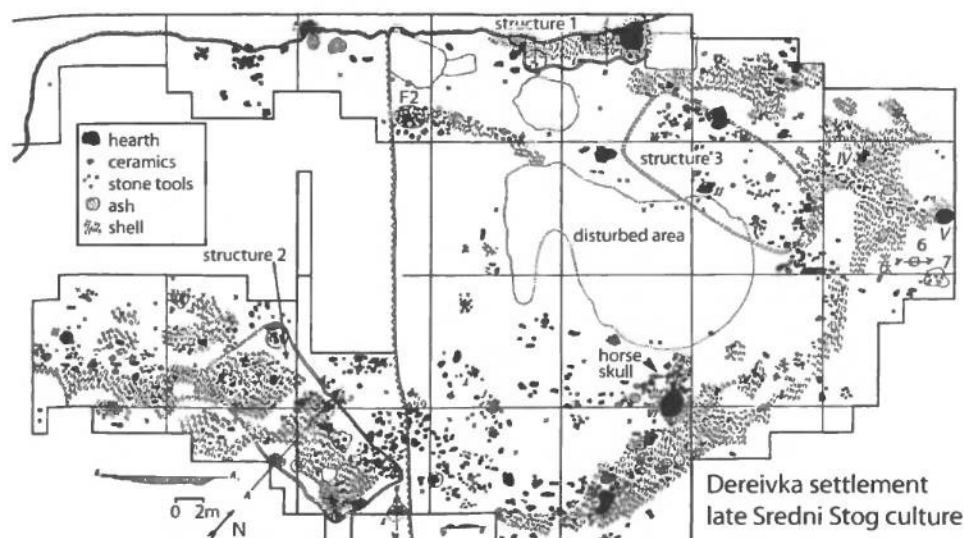 structure 1
F2
hearth
ceramics
stone tools
ash
shell
structure 3
IV
II
V
6
7
disturbed area
structure 2
horse
skull
VI
A
A
0 2m
N
Dereivka settlement
late Sredni Stog culture